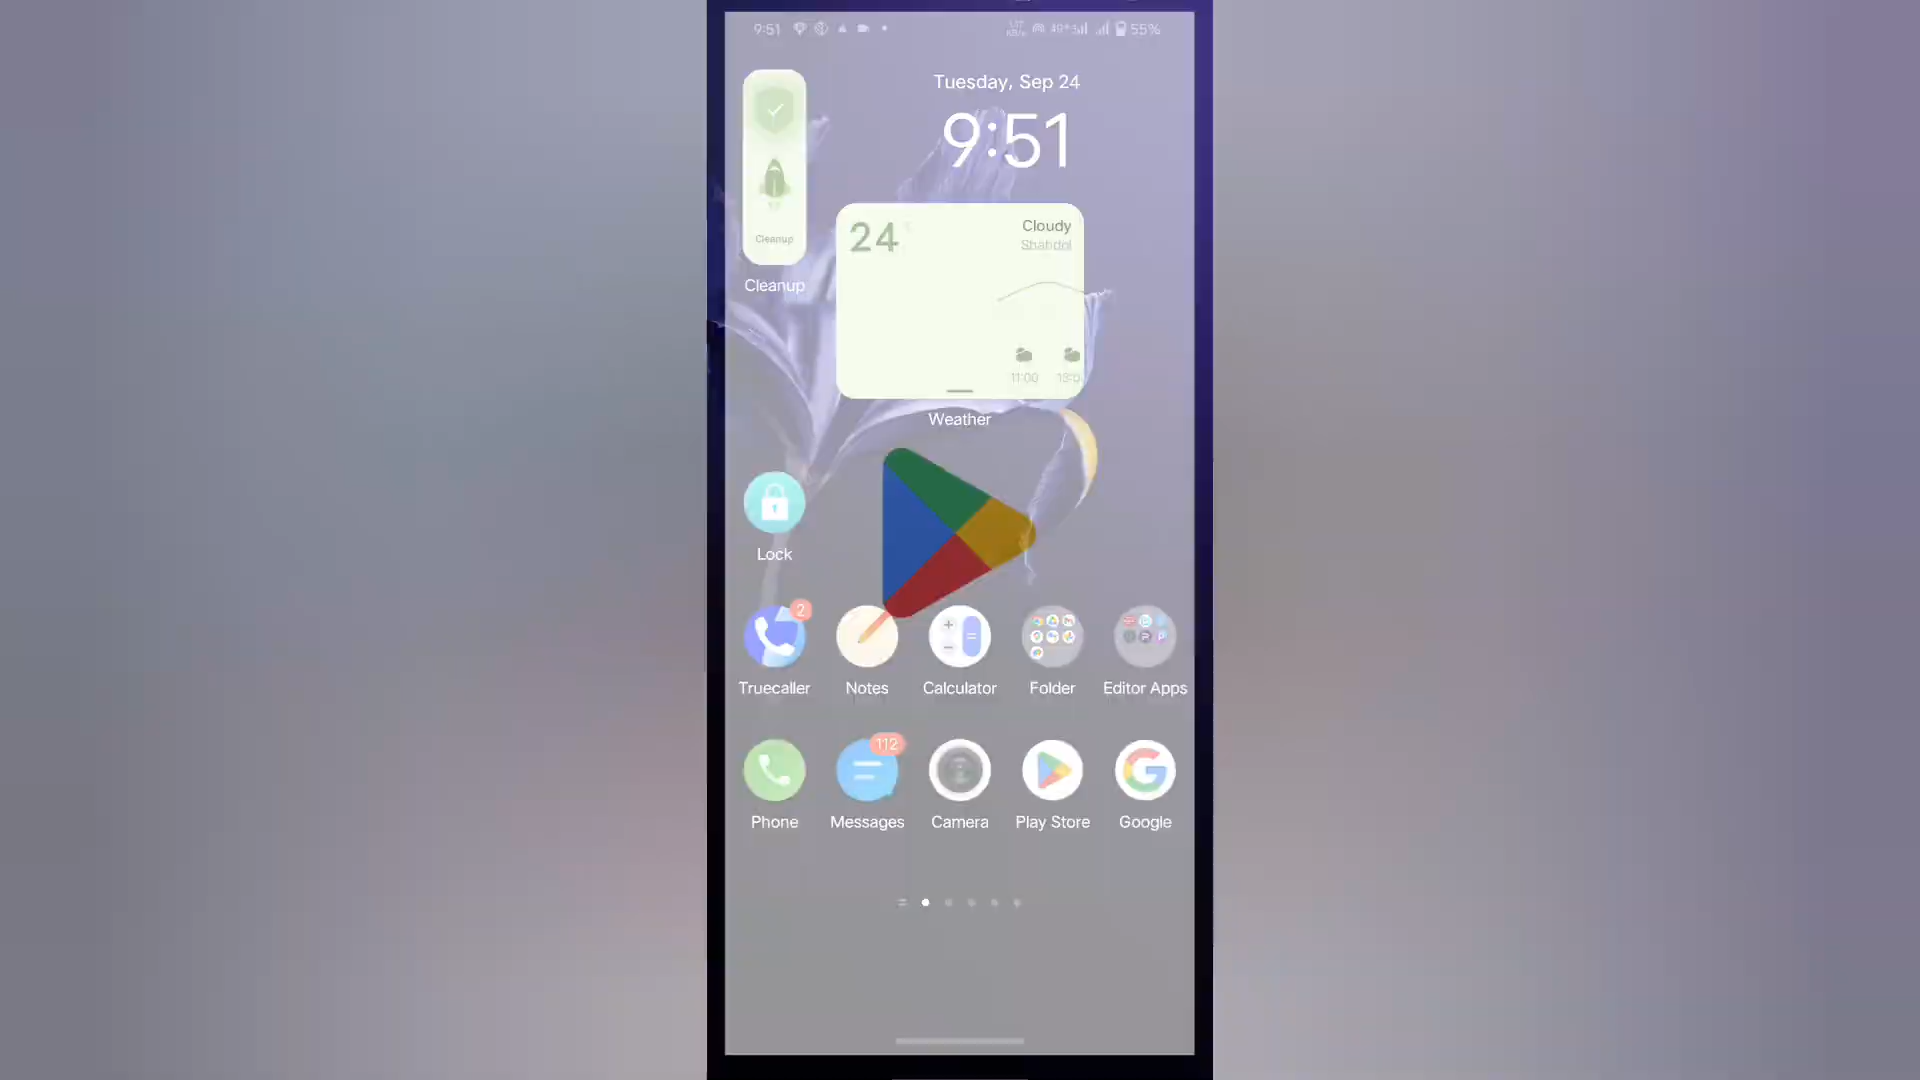 9:51
55%
Tuesday, Sep 24
9:51
Cleanup
Cleanup
24
Cloudy
Shahdol
11:00
Weather
Lock
2
Truecaller
Notes
Calculator
Folder
Editor Apps
112
Phone
Messages
Camera
Play Store
Google